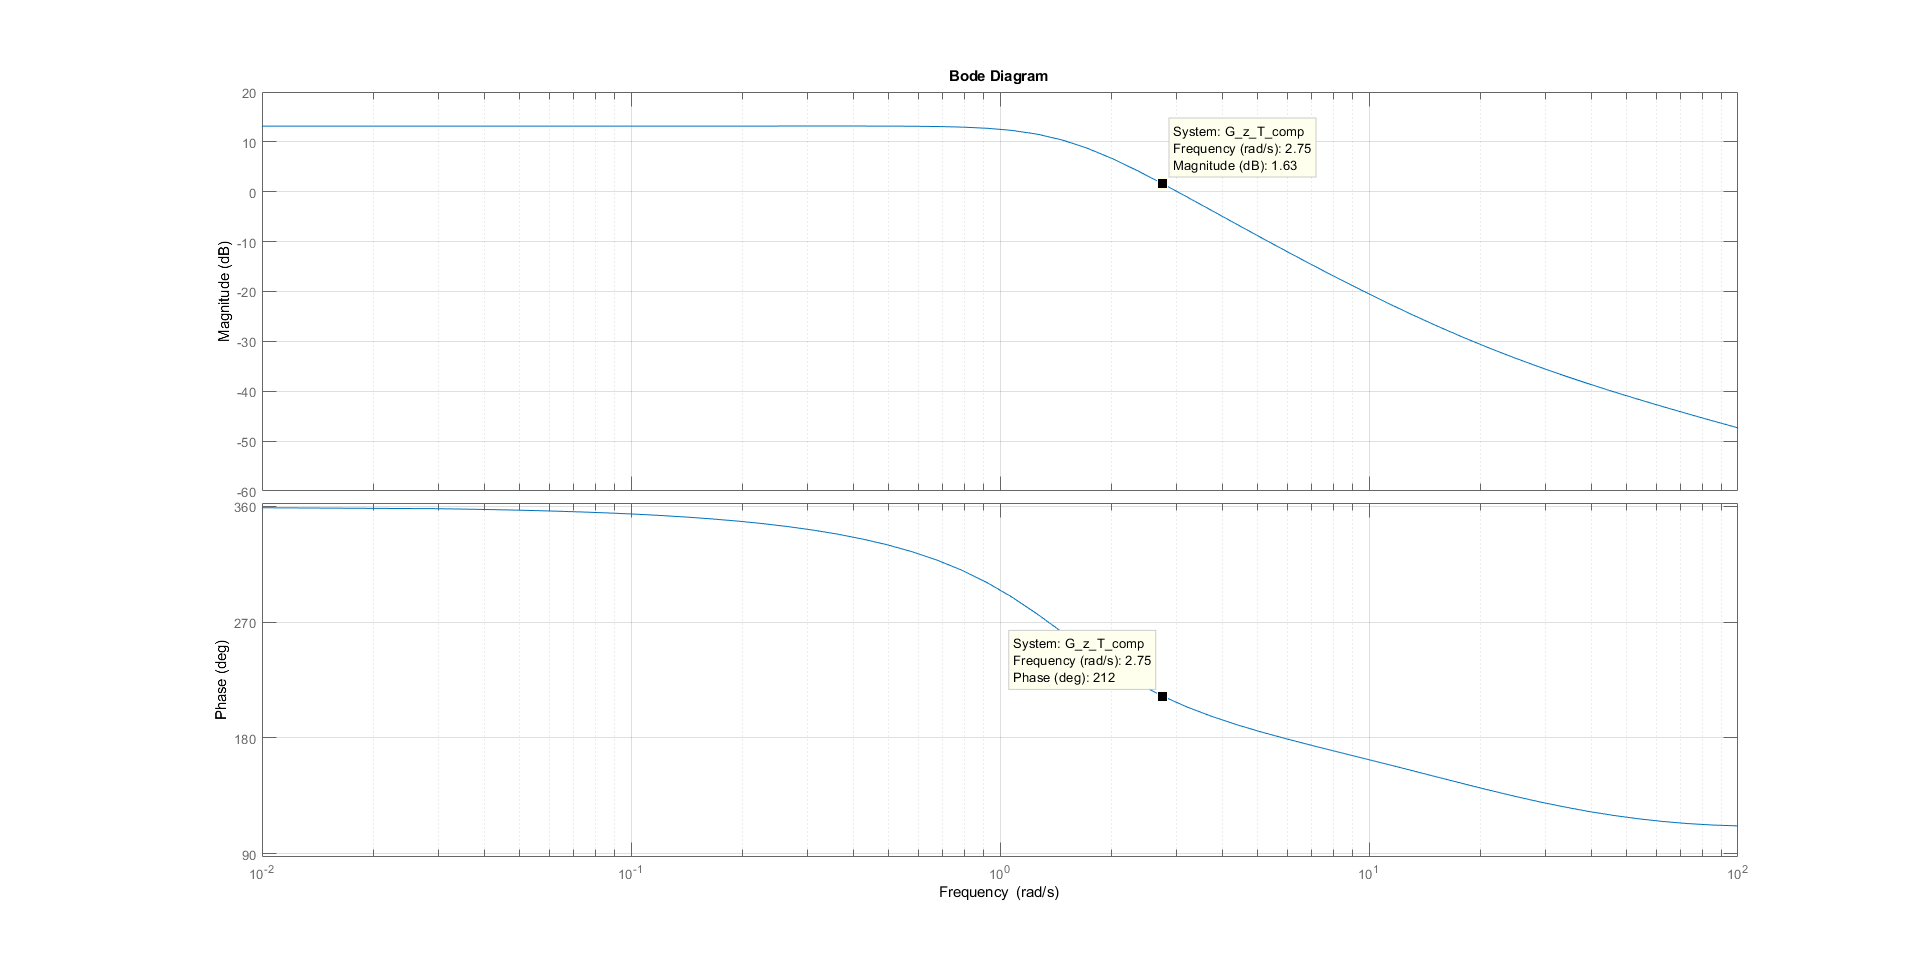 Bode Diagram
20
10
0
-10
-20
-30
-40
-50
-60
Magnitude (dB)
System: G_z_T_comp
Frequency (rad/s): 2.75
Magnitude (dB): 1.63
360
270
180
90
Phase (deg)
System: G_z_T_comp
Frequency (rad/s): 2.75
Phase (deg): 212
10^-2
10^-1
10^0
10^1
10^2
Frequency (rad/s)